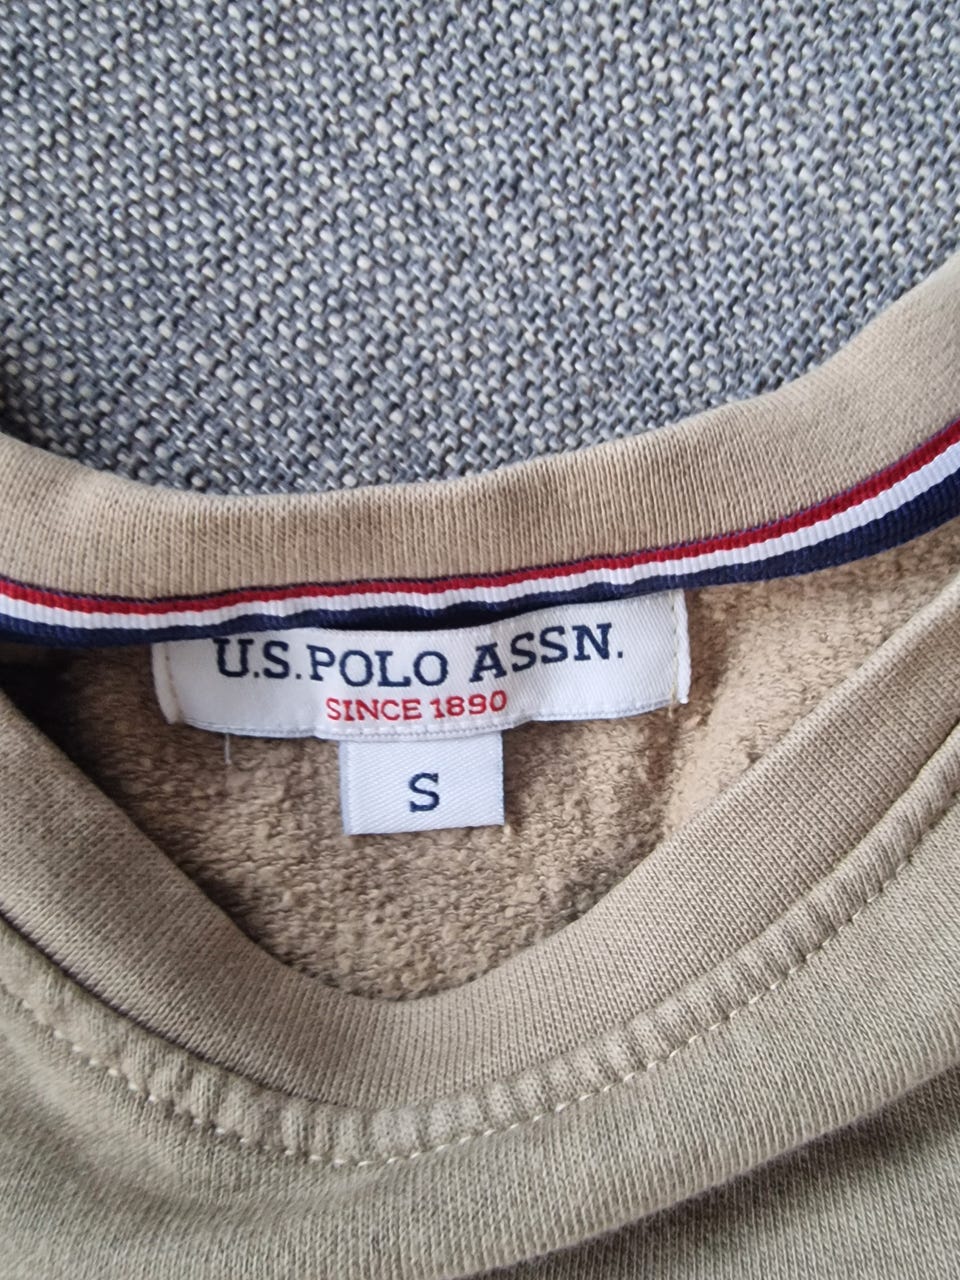 U.S. POLO ASSN.
SINCE 1890
S